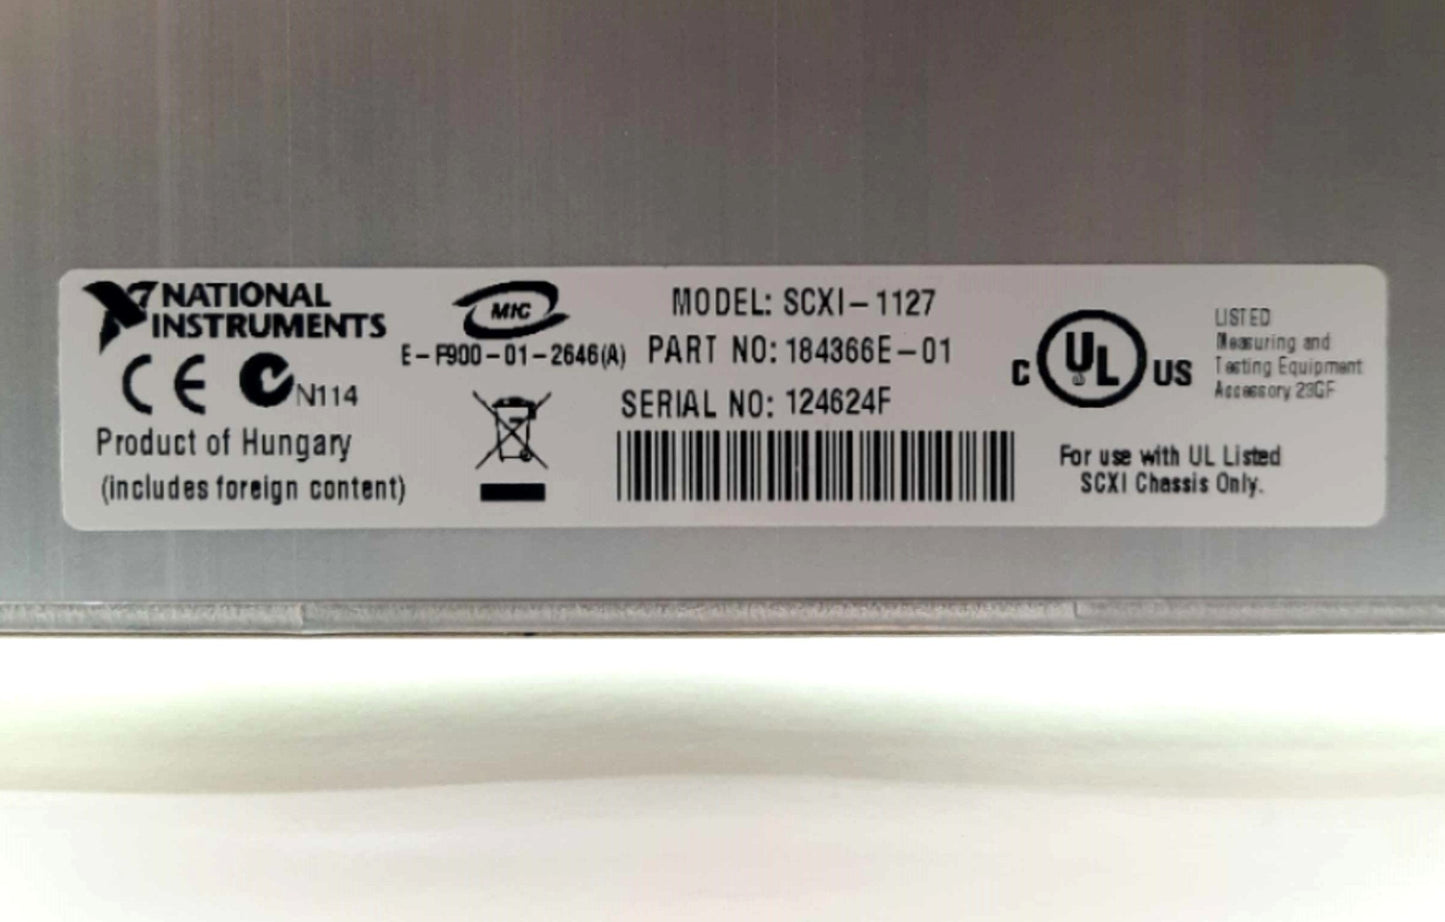 NATIONAL
INSTRUMENTS
CE N114
Product of Hungary
(includes foreign content)
MIC
E-F900-01-2646(A)
MODEL: SCXI-1127
PART NO: 184366E-01
SERIAL NO: 124624F
C UL US
LISTED
Measuring and
Testing Equipment
Accessory 23GF
For use with UL Listed
SCXI Chassis Only.